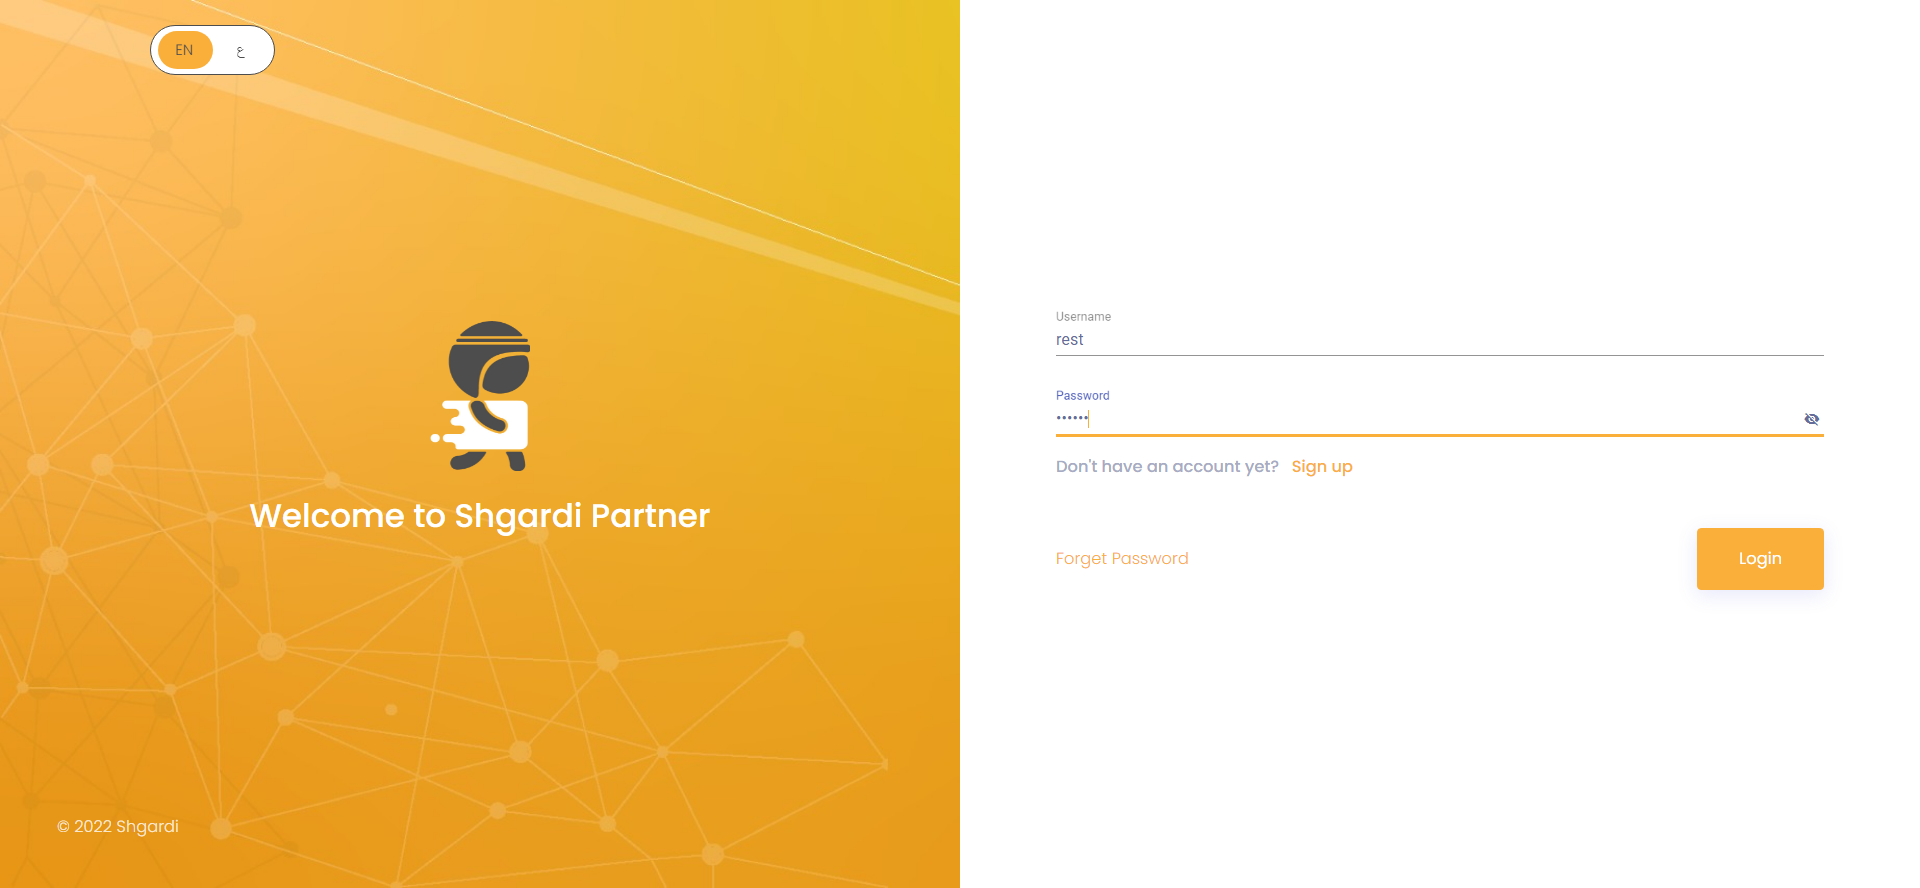 EN ع
Welcome to Shgardi Partner
© 2022 Shgardi
Username
rest
Password
••••••
Don't have an account yet? Sign up
Forget Password
Login